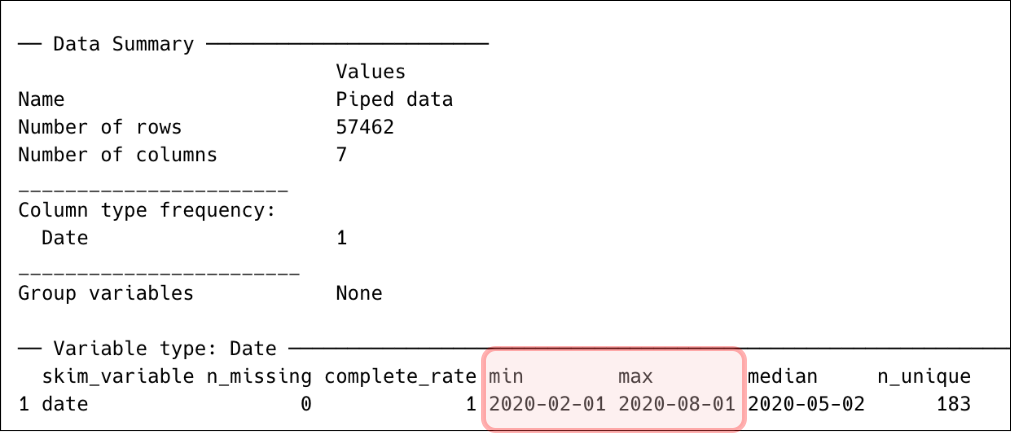 ── Data Summary ────────────────────────
Values
Name Piped data
Number of rows 57462
Number of columns 7
_______________________
Column type frequency:
Date 1
________________________
Group variables None
── Variable type: Date ──────────────────────────────────────────────
skim_variable n_missing complete_rate min max median n_unique
1 date 0 1 2020-02-01 2020-08-01 2020-05-02 183